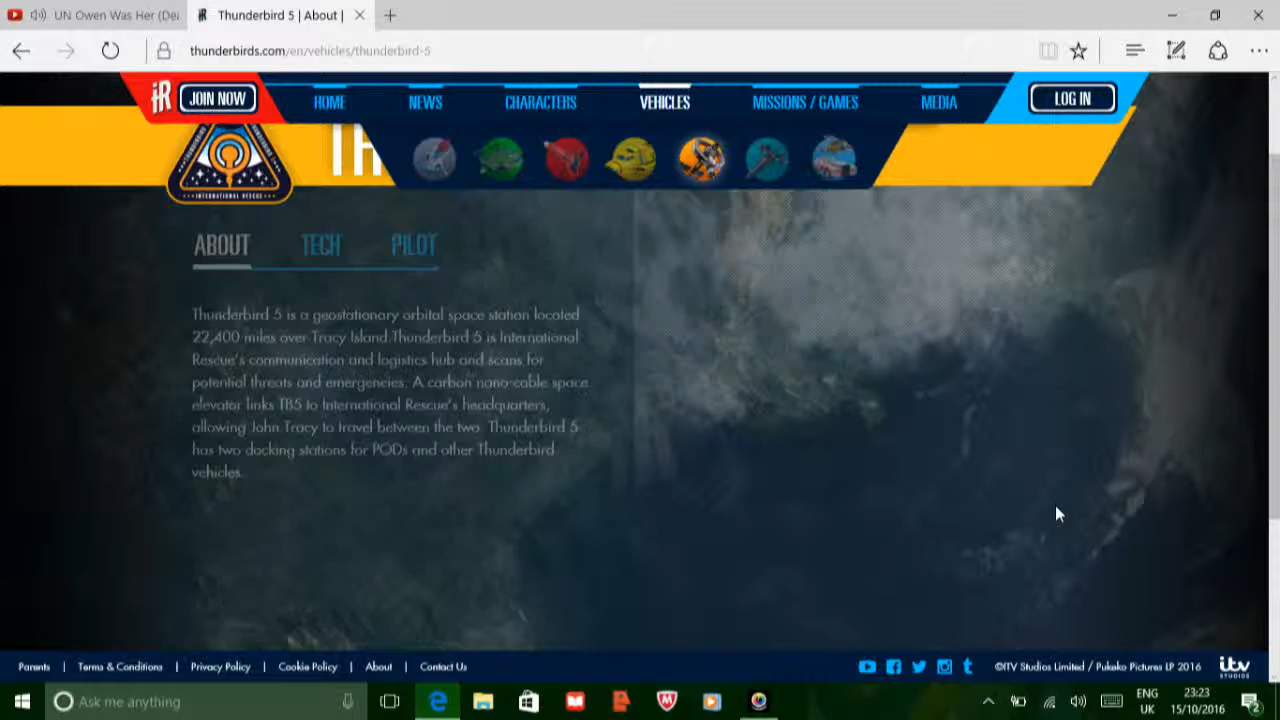 UN Owen Was Her (Dea
Thunderbird 5 | About |
thunderbirds.com/en/vehicles/thunderbird-5
iR
JOIN NOW
HOME
NEWS
CHARACTERS
VEHICLES
MISSIONS / GAMES
MEDIA
LOG IN
TH
INTERNATIONAL RESCUE
ABOUT
TECH
PILOT
Thunderbird 5 is a geostationary orbital space station located
22,400 miles over Tracy Island.Thunderbird 5 is International
Rescue's communication and logistics hub and scans for
potential threats and emergencies. A carbon nano-cable space
elevator links TB5 to International Rescue's headquarters,
allowing John Tracy to travel between the two. Thunderbird 5
has two docking stations for PODs and other Thunderbird
vehicles.
Parents | Terms & Conditions | Privacy Policy | Cookie Policy | About | Contact Us
©ITV Studios Limited / Pukeko Pictures LP 2016
itv
STUDIOS
Ask me anything
ENG
UK
23:23
15/10/2016
2